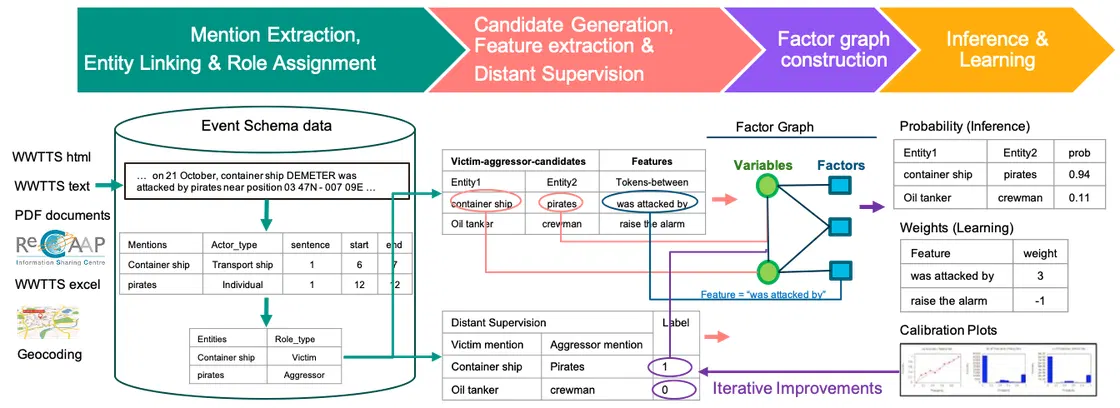 Mention Extraction,
Entity Linking & Role Assignment
Candidate Generation,
Feature extraction &
Distant Supervision
Factor graph
construction
Inference &
Learning
WWTTS html
WWTTS text
PDF documents
ReCAAP
Information Sharing Centre
WWTTS excel
Geocoding
Event Schema data
... on 21 October, container ship DEMETER was
attacked by pirates near position 03 47N - 007 09E ...
Mentions Actor_type sentence start end
Container ship Transport ship 1 6 7
pirates Individual 1 12 12
Entities Role_type
Container ship Victim
pirates Aggressor
Victim-aggressor-candidates Features
Entity1 Entity2 Tokens-between
container ship pirates was attacked by
Oil tanker crewman raise the alarm
Distant Supervision Label
Victim mention Aggressor mention
Container ship Pirates 1
Oil tanker crewman 0
Factor Graph
Variables Factors
Feature = "was attacked by"
Iterative Improvements
Probability (Inference)
Entity1 Entity2 prob
container ship pirates 0.94
Oil tanker crewman 0.11
Weights (Learning)
Feature weight
was attacked by 3
raise the alarm -1
Calibration Plots